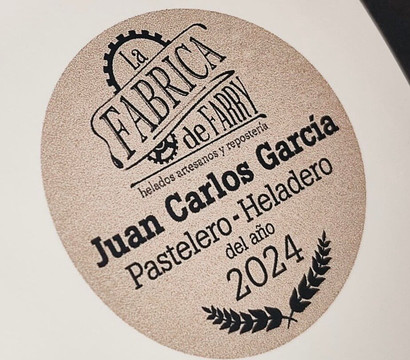 La
FABRICA
de FARRY
helados artesanos y repostería
Juan Carlos García
Pastelero-Heladero
del año
2024